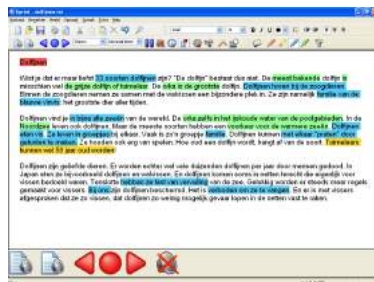 Dolfijnen
Wist je dat er maar liefst 33 soorten dolfijnen zijn? "De dolfijn" bestaat dus niet. De meest bekende dolfijn is
misschien wel de grijze dolfijn of tuimelaar. De orka is de grootste dolfijn. Dolfijnen horen bij de zoogdieren.
Binnen de zoogdieren nemen ze samen met de walvissen een bijzondere plek in. Ze zijn namelijk familie van de
blauwe vinvis: het grootste dier aller tijden.
Dolfijnen vind je in bijna alle zeeën van de wereld. De orka zelfs in het ijskoude water van de poolgebieden. In de
Noordzee leven ook dolfijnen. Maar de meeste soorten hebben een voorkeur voor de warmere zeeën. Dolfijnen
eten vis. Ze leven in groepjes bij elkaar. Vaak is zo'n groepje familie. Dolfijnen kunnen met elkaar "praten" door
geluiden te maken. Ze houden ook erg van spelen. Hoe oud een dolfijn wordt, hangt af van de soort. Tuimelaars
kunnen wel 50 jaar oud worden!
Dolfijnen zijn geliefde dieren. Er worden echter wel vele duizenden dolfijnen per jaar door mensen gedood. In
Japan eten ze bijvoorbeeld dolfijnen en walvissen. En dolfijnen komen soms in netten terecht die eigenlijk voor
vissen bedoeld waren. Tenslotte hebben ze last van vervuiling van de zee. Gelukkig worden er steeds meer regels
gemaakt voor vissers. Bij ons zijn dolfijnen beschermd. Het is verboden om ze te vangen. En er is met vissers
afgesproken dat ze zo vissen, dat dolfijnen zo weinig mogelijk gevaar lopen in de netten vast te raken.